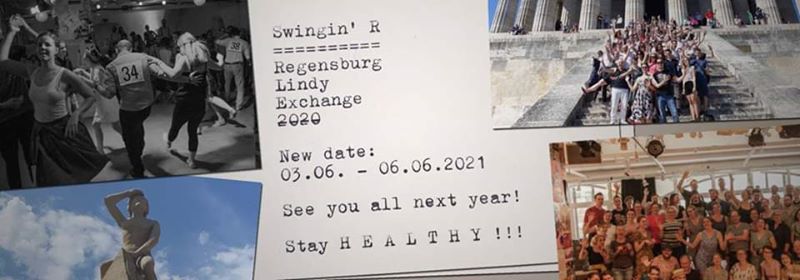 Swingin' R
==========
Regensburg
Lindy
Exchange
2020
New date:
03.06. - 06.06.2021
See you all next year!
Stay H E A L T H Y !!!
34
38